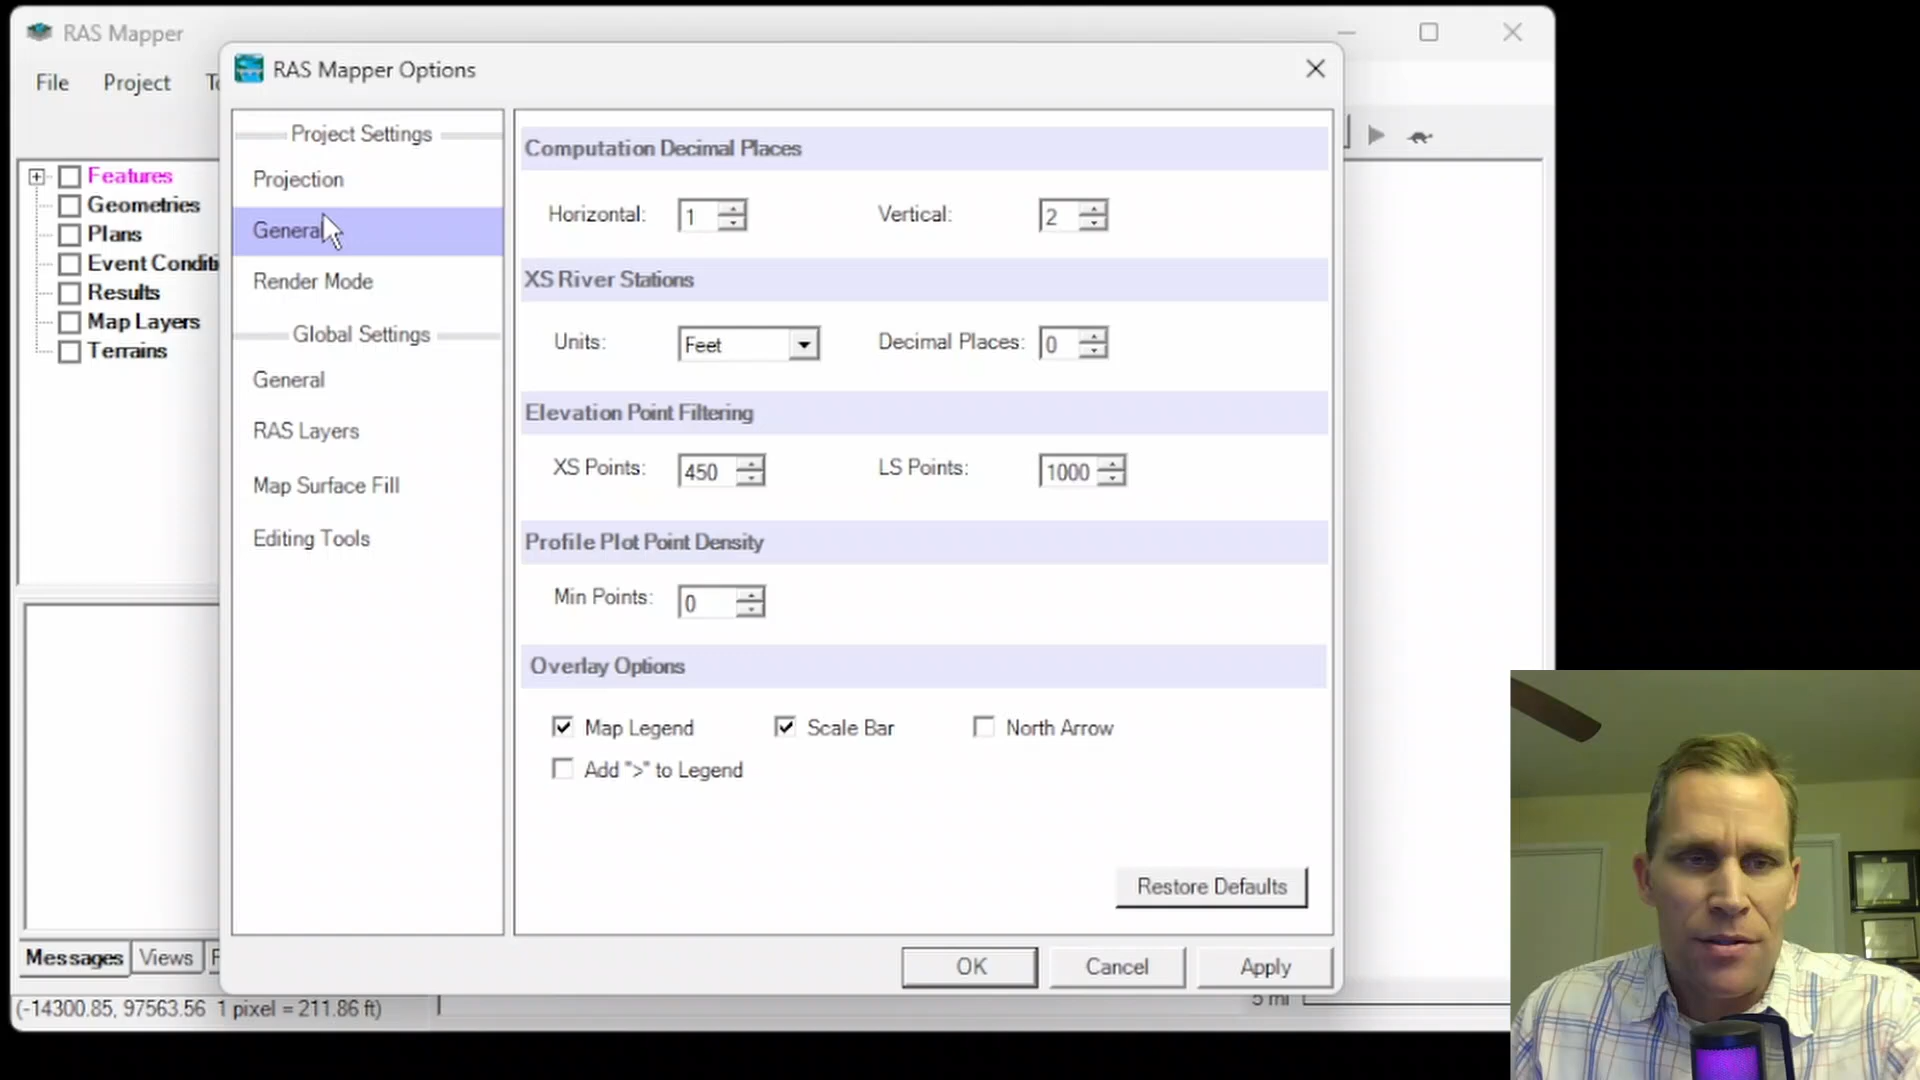 RAS Mapper
File Project
RAS Mapper Options
Project Settings
Projection
General
Render Mode
Global Settings
General
RAS Layers
Map Surface Fill
Editing Tools
Computation Decimal Places
Horizontal: 1 Vertical: 2
XS River Stations
Units: Feet Decimal Places: 0
Elevation Point Filtering
XS Points: 450 LS Points: 1000
Profile Plot Point Density
Min Points: 0
Overlay Options
Map Legend Scale Bar North Arrow
Add ">" to Legend
Restore Defaults
OK Cancel Apply
Features
Geometries
Plans
Event Conditi
Results
Map Layers
Terrains
Messages Views
(-14300.85, 97563.56 1 pixel = 211.86 ft)
5 mi